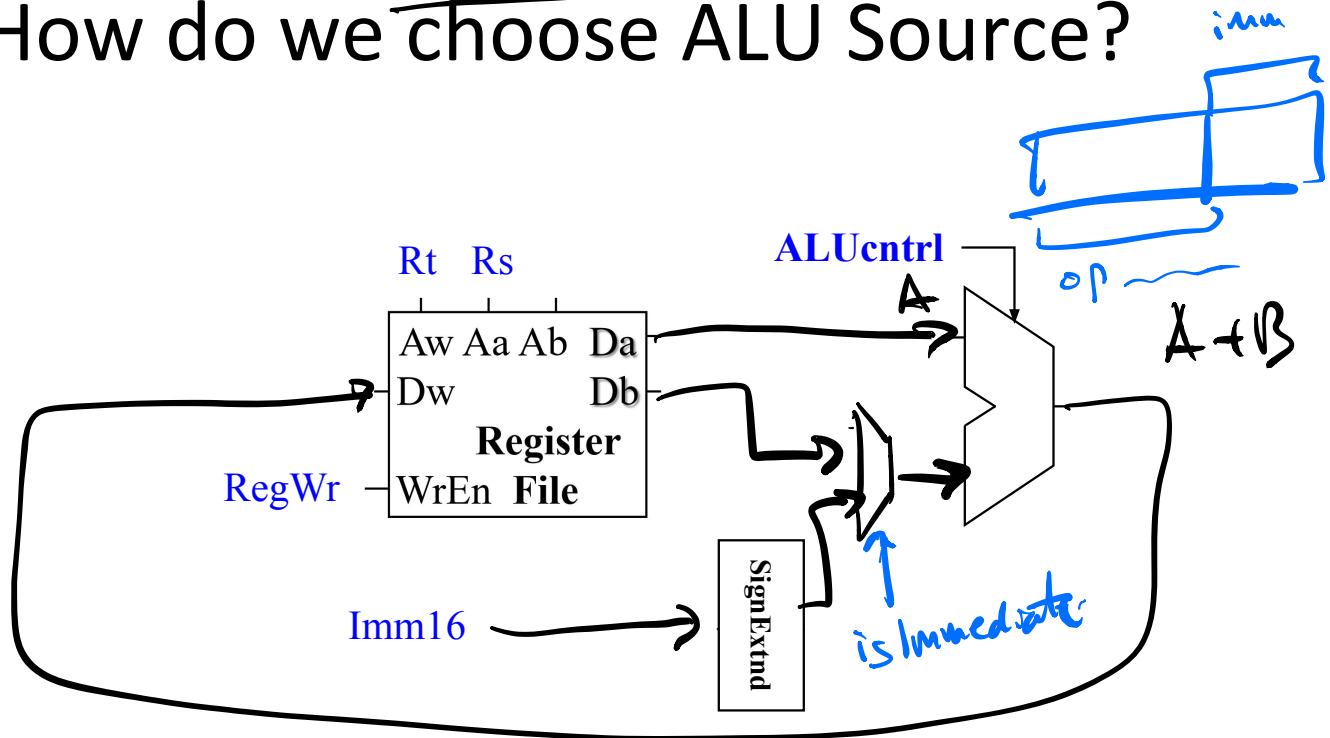 How do we choose ALU Source?
imm
Rt Rs
ALUcntrl
op
A
A + B
Aw Aa Ab Da
Dw Db
Register
RegWr WrEn File
Imm16
SignExtnd
isImmediate